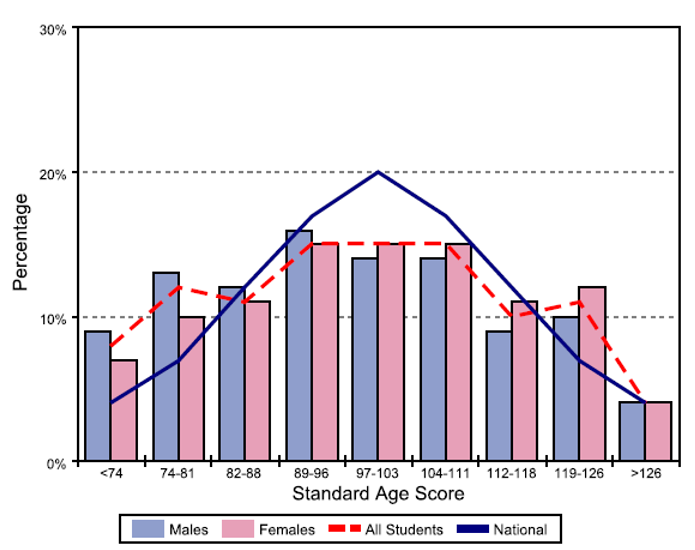 30%
20%
10%
0%
Percentage
<74 74-81 82-88 89-96 97-103 104-111 112-118 119-126 >126
Standard Age Score
Males Females All Students National